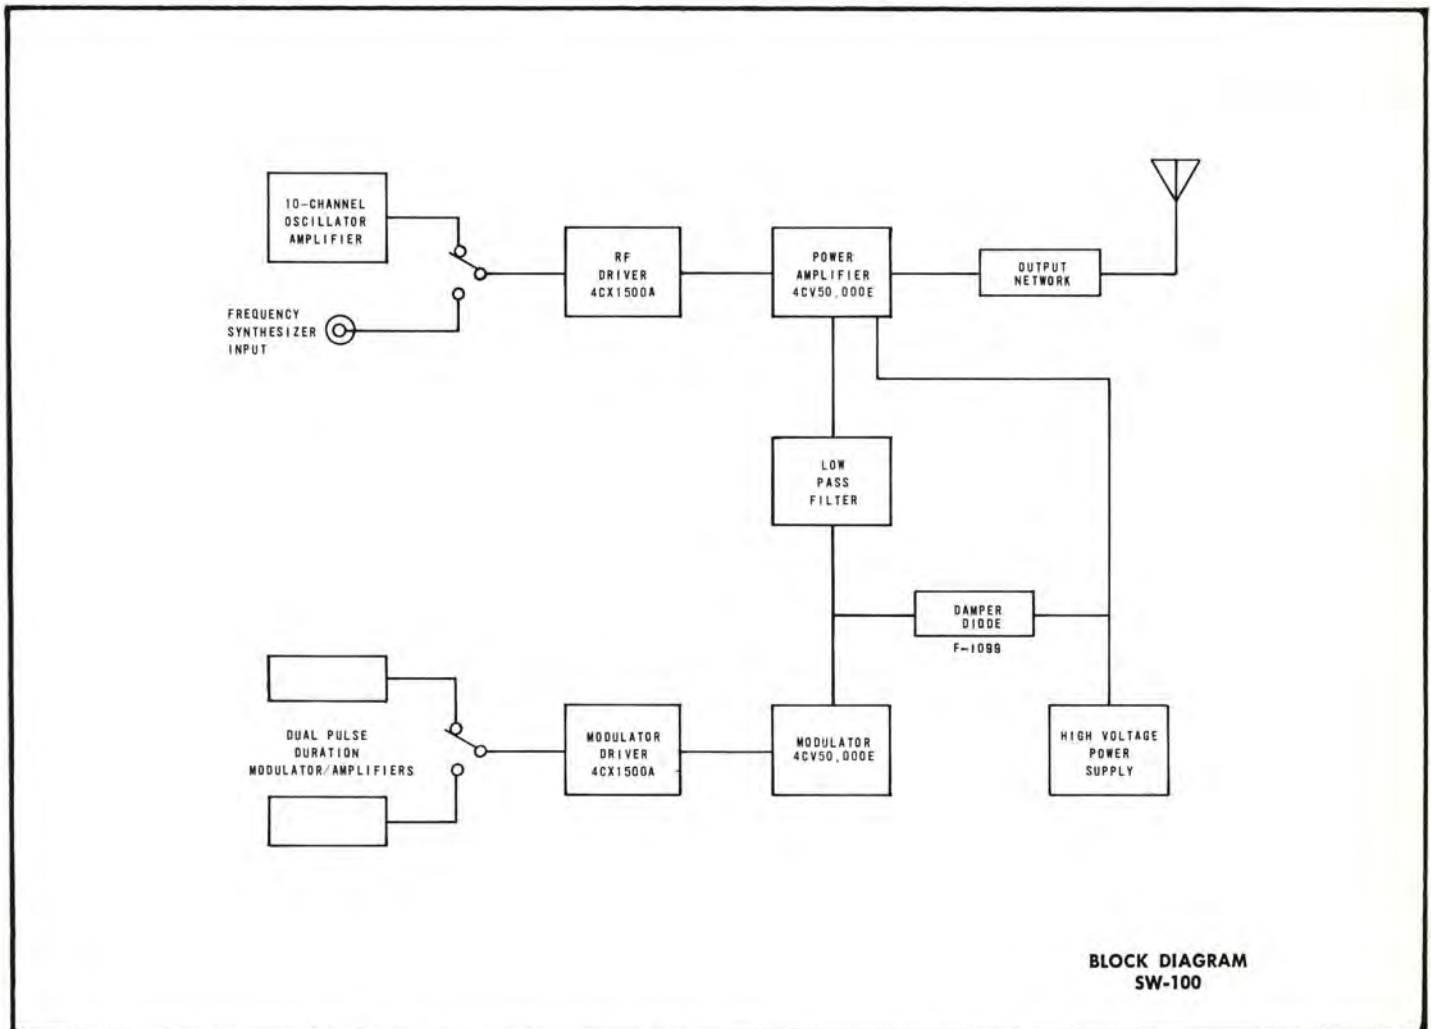 10-CHANNEL
OSCILLATOR
AMPLIFIER
FREQUENCY
SYNTHESIZER
INPUT
RF
DRIVER
4CX1500A
POWER
AMPLIFIER
4CV50,000E
OUTPUT
NETWORK
LOW
PASS
FILTER
DAMPER
DIODE
F-1099
DUAL PULSE
DURATION
MODULATOR/AMPLIFIERS
MODULATOR
DRIVER
4CX1500A
MODULATOR
4CV50,000E
HIGH VOLTAGE
POWER
SUPPLY
BLOCK DIAGRAM
SW-100